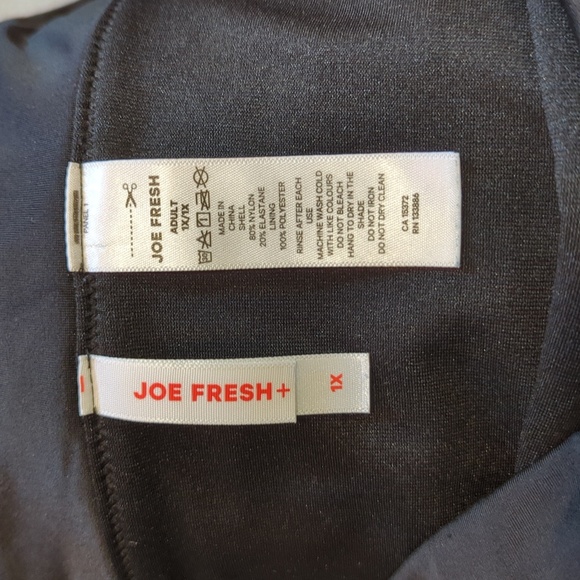 JOE FRESH
ADULT
1X/1X
MADE IN
CHINA
SHELL
80% NYLON
20% ELASTANE
LINING
100% POLYESTER
RINSE AFTER EACH
USE
MACHINE WASH COLD
WITH LIKE COLOURS
DO NOT BLEACH
HANG TO DRY IN THE
SHADE
DO NOT IRON
DO NOT DRY CLEAN
CA 15372
RN 133886
JOE FRESH+
1X